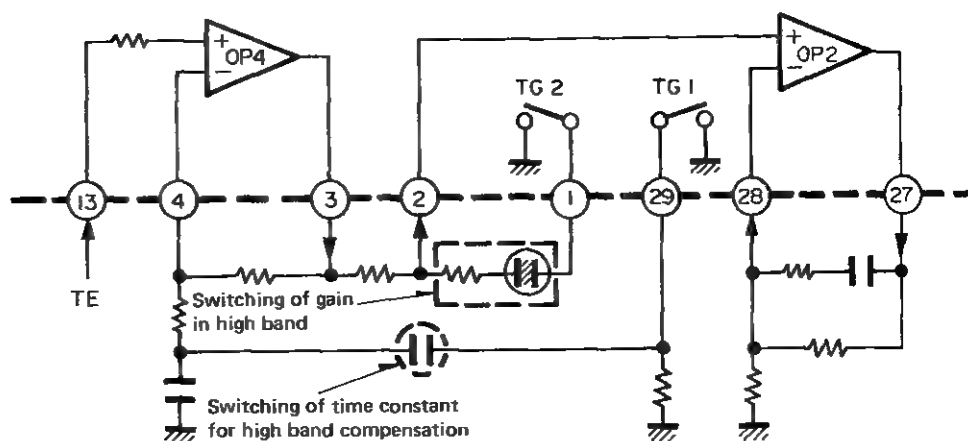 +
OP4
−
+
OP2
−
TG 2
TG 1
13
4
3
2
1
29
28
27
TE
Switching of gain
in high band
Switching of time constant
for high band compensation